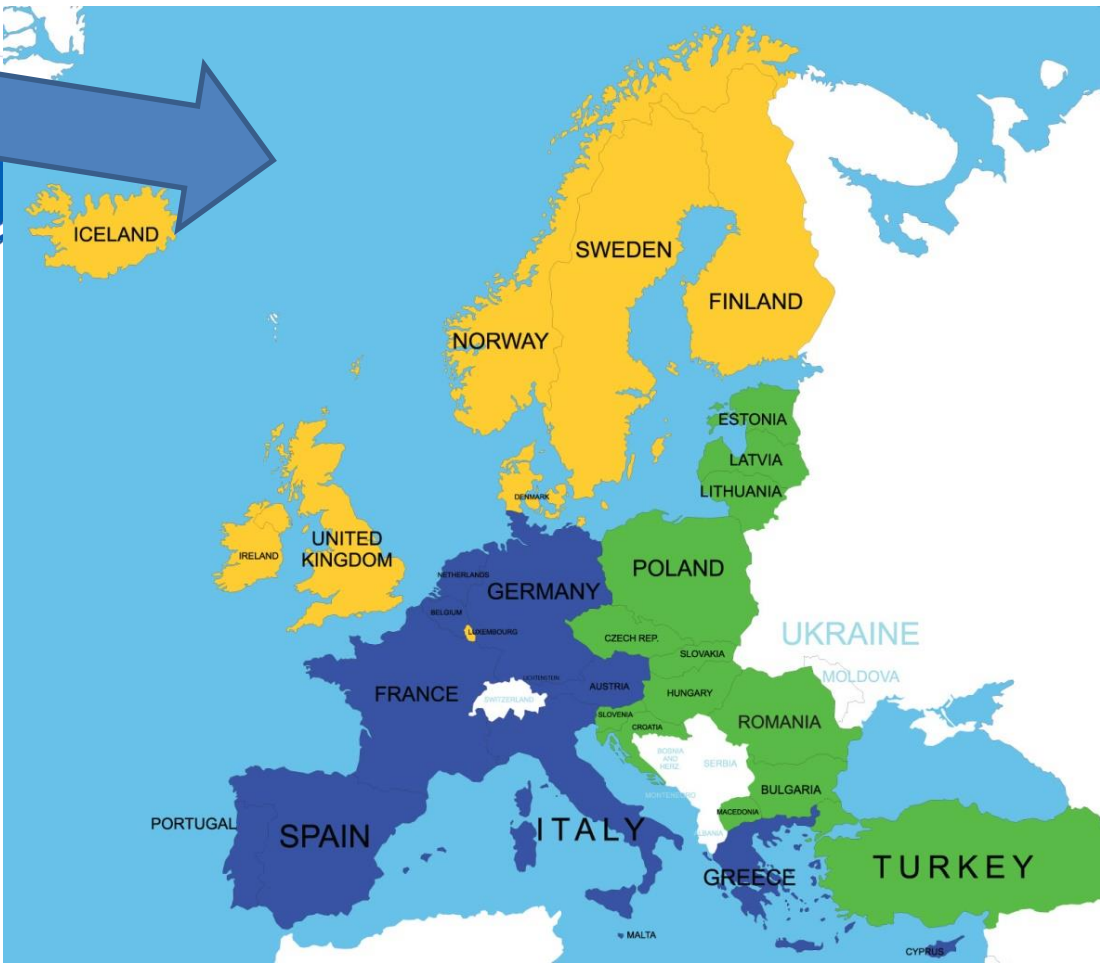 ICELAND
SWEDEN
FINLAND
NORWAY
ESTONIA
LATVIA
LITHUANIA
DENMARK
IRELAND
UNITED
KINGDOM
NETHERLANDS
GERMANY
POLAND
BELGIUM
LUXEMBOURG
CZECH REP.
UKRAINE
SLOVAKIA
MOLDOVA
LICHTENSTEIN
FRANCE
SWITZERLAND
AUSTRIA
HUNGARY
SLOVENIA
CROATIA
ROMANIA
BOSNIA
AND
HERZ.
SERBIA
MONTENEGRO
BULGARIA
MACEDONIA
PORTUGAL
SPAIN
ITALY
ALBANIA
GREECE
TURKEY
MALTA
CYPRUS